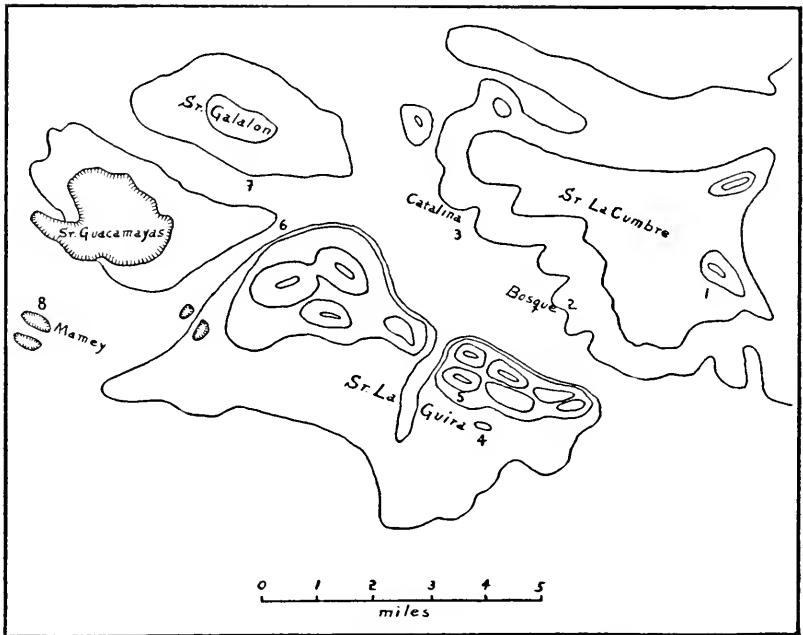 Sr. Galalon
7
Sr. La Cumbre
Catalina
3
6
Sr. Guacamayas
1
Bosque 2
8
Mamey
Sr. La
Guira
5
4
0 1 2 3 4 5
miles